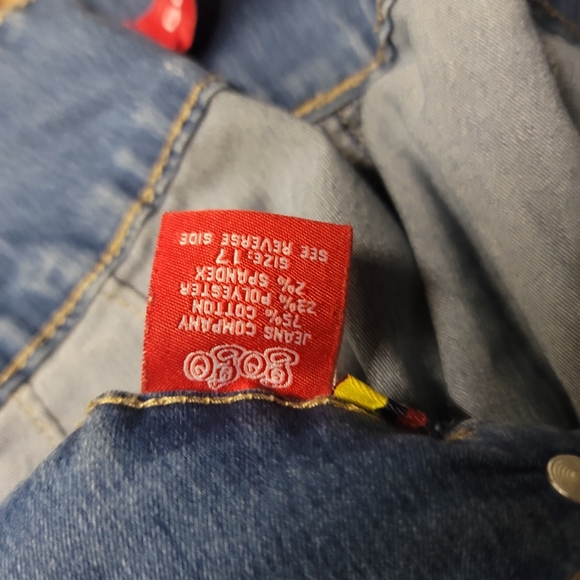 JEANS COMPANY
75% COTTON
23% POLYESTER
2% SPANDEX
SIZE: 17
SEE REVERSE SIDE